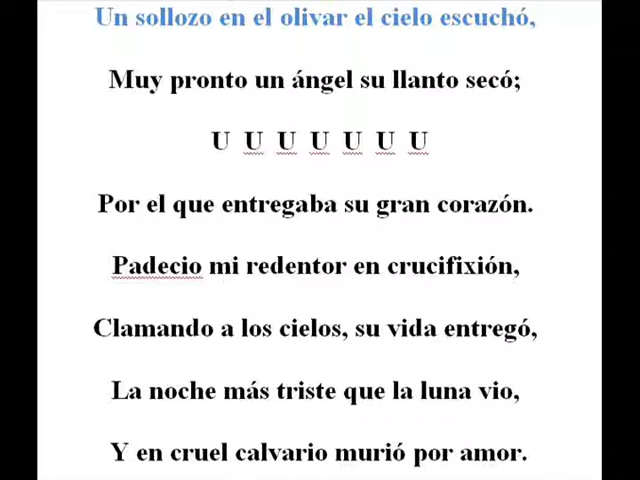 Un sollozo en el olivar el cielo escuchó,
Muy pronto un ángel su llanto secó;
U U U U U U U
Por el que entregaba su gran corazón.
Padecio mi redentor en crucifixión,
Clamando a los cielos, su vida entregó,
La noche más triste que la luna vio,
Y en cruel calvario murió por amor.